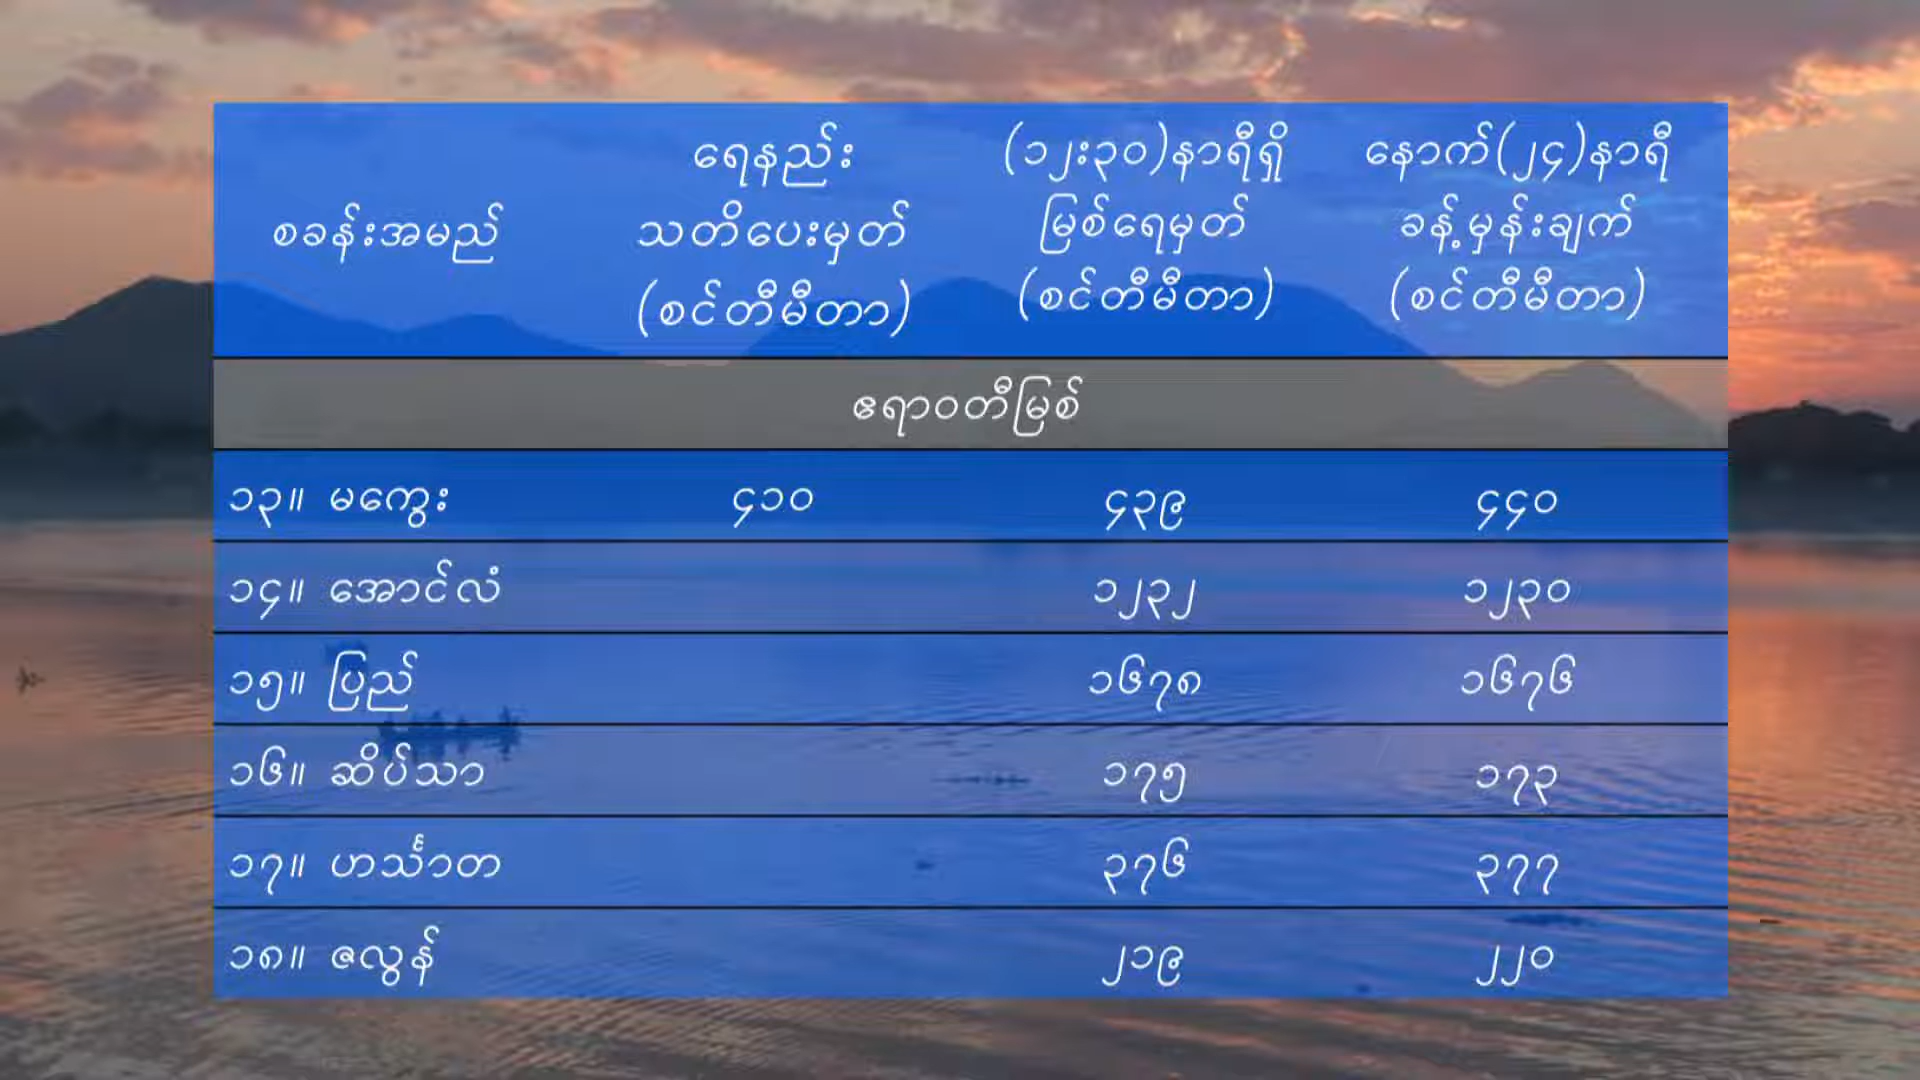 စခန်းအမည်
ရေနည်း
သတိပေးမှတ်
(စင်တီမီတာ)
(၁၂း၃၀)နာရီရှိ
မြစ်ရေမှတ်
(စင်တီမီတာ)
နောက်(၂၄)နာရီ
ခန့်မှန်းချက်
(စင်တီမီတာ)
ဧရာဝတီမြစ်
၁၃။ မကွေး ၄၁၀ ၄၃၉ ၄၄၀
၁၄။ အောင်လံ ၁၂၃၂ ၁၂၃၀
၁၅။ ပြည် ၁၆၇၈ ၁၆၇၆
၁၆။ ဆိပ်သာ ၁၇၅ ၁၇၃
၁၇။ ဟင်္သာတ ၃၇၆ ၃၇၇
၁၈။ ဇလွန် ၂၁၉ ၂၂၀